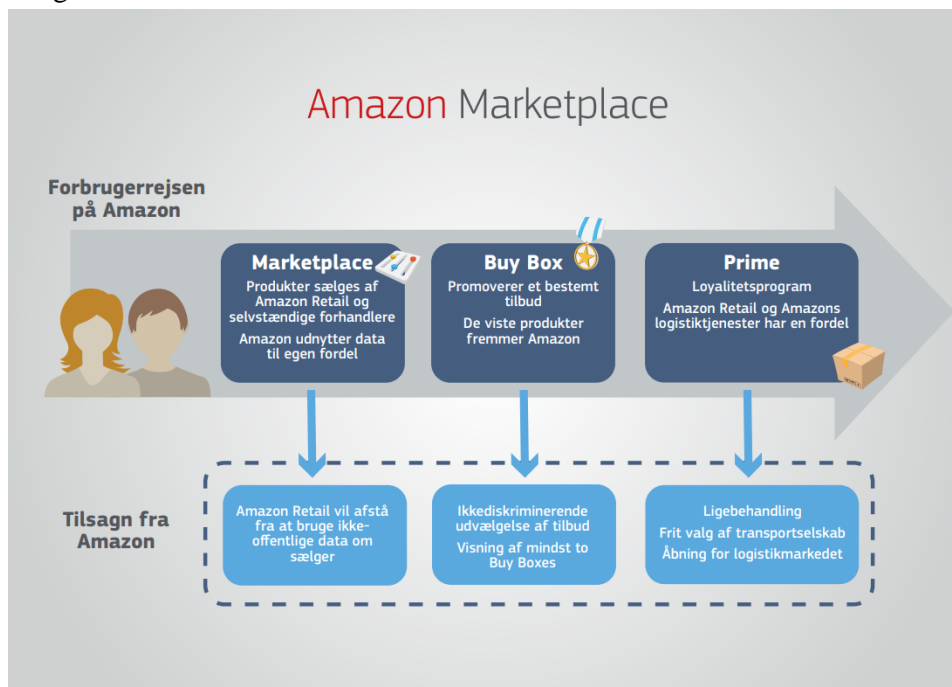 Amazon Marketplace
Forbrugerrejsen
på Amazon
Marketplace
Produkter sælges af
Amazon Retail og
selvstændige forhandlere
Amazon udnytter data
til egen fordel
Buy Box
Promoverer et bestemt
tilbud
De viste produkter
fremmer Amazon
Prime
Loyalitetsprogram
Amazon Retail og Amazons
logistiktjenester har en fordel
Tilsagn fra
Amazon
Amazon Retail vil afstå
fra at bruge ikke-
offentlige data om
sælger
Ikkediskriminerende
udvælgelse af tilbud
Visning af mindst to
Buy Boxes
Ligebehandling
Frit valg af transportselskab
Åbning for logistikmarkedet